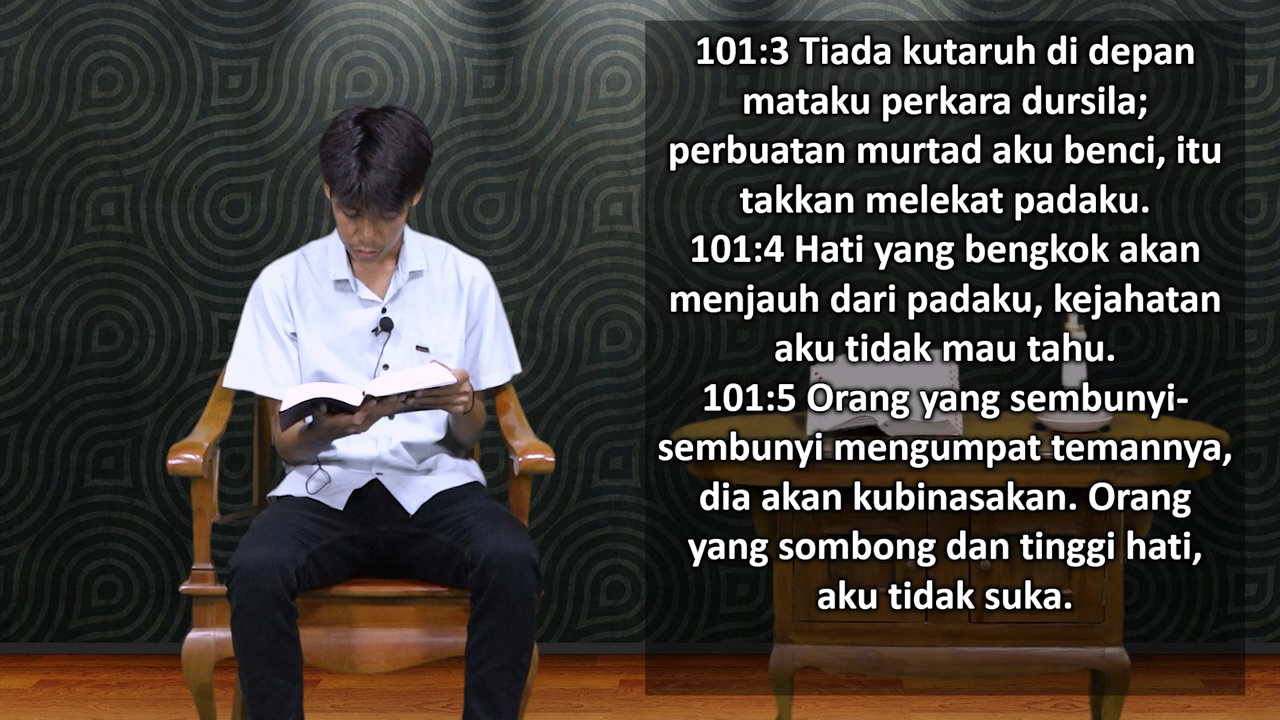 101:3 Tiada kutaruh di depan
mataku perkara dursila;
perbuatan murtad aku benci, itu
takkan melekat padaku.
101:4 Hati yang bengkok akan
menjauh dari padaku, kejahatan
aku tidak mau tahu.
101:5 Orang yang sembunyi-
sembunyi mengumpat temannya,
dia akan kubinasakan. Orang
yang sombong dan tinggi hati,
aku tidak suka.